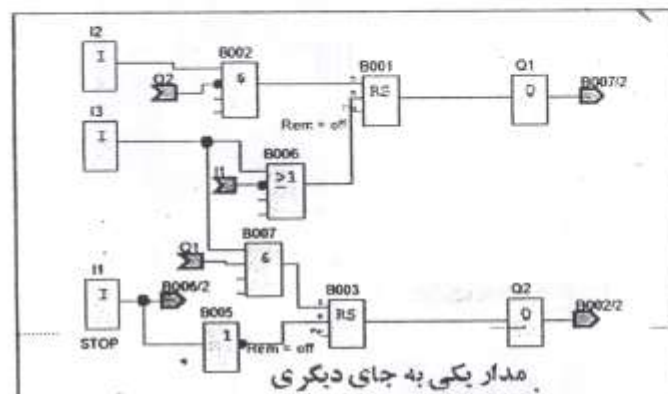 I2
I
B002
Q2
&
B001
RS
Q1
Q
B007/2
I3
I
Rem = off
B006
I1
≥1
B007
Q1
&
I1
I
B006/2
STOP
B005
1
B003
RS
Rem = off
Q2
Q
B002/2
مدار یکی به جای دیگری